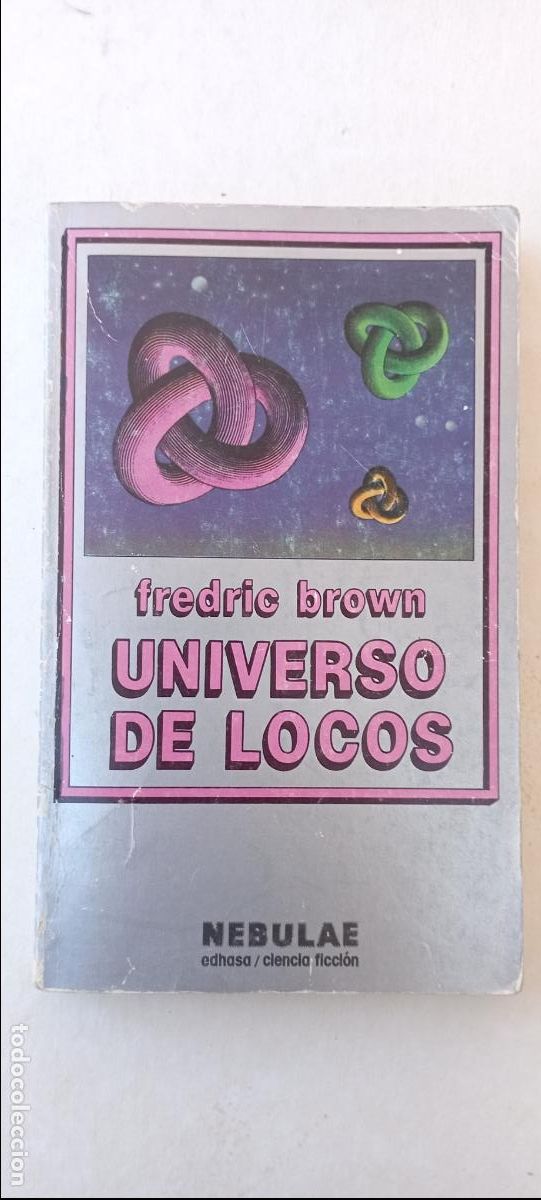 fredric brown
UNIVERSO
DE LOCOS
NEBULAE
edhasa / ciencia ficción
todocoleccion